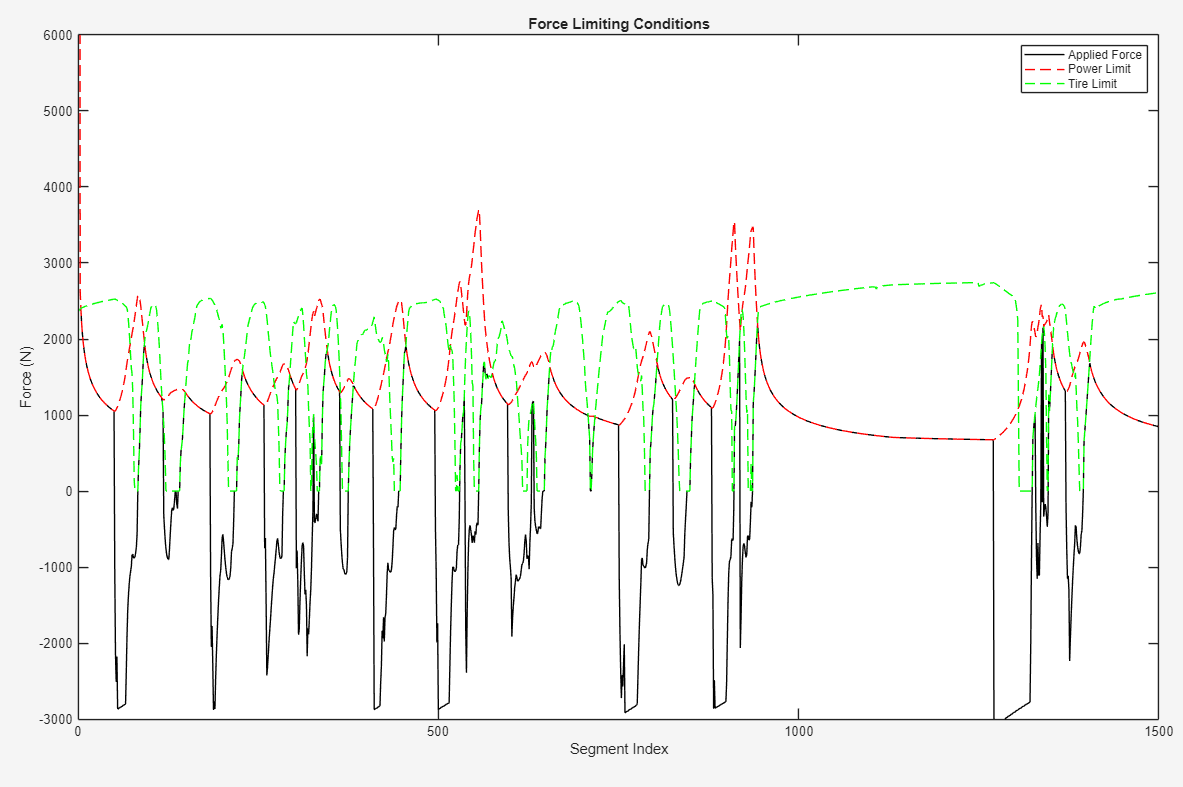 Force Limiting Conditions
Applied Force
Power Limit
Tire Limit
6000
5000
4000
3000
2000
1000
0
-1000
-2000
-3000
Force (N)
0 500 1000 1500
Segment Index